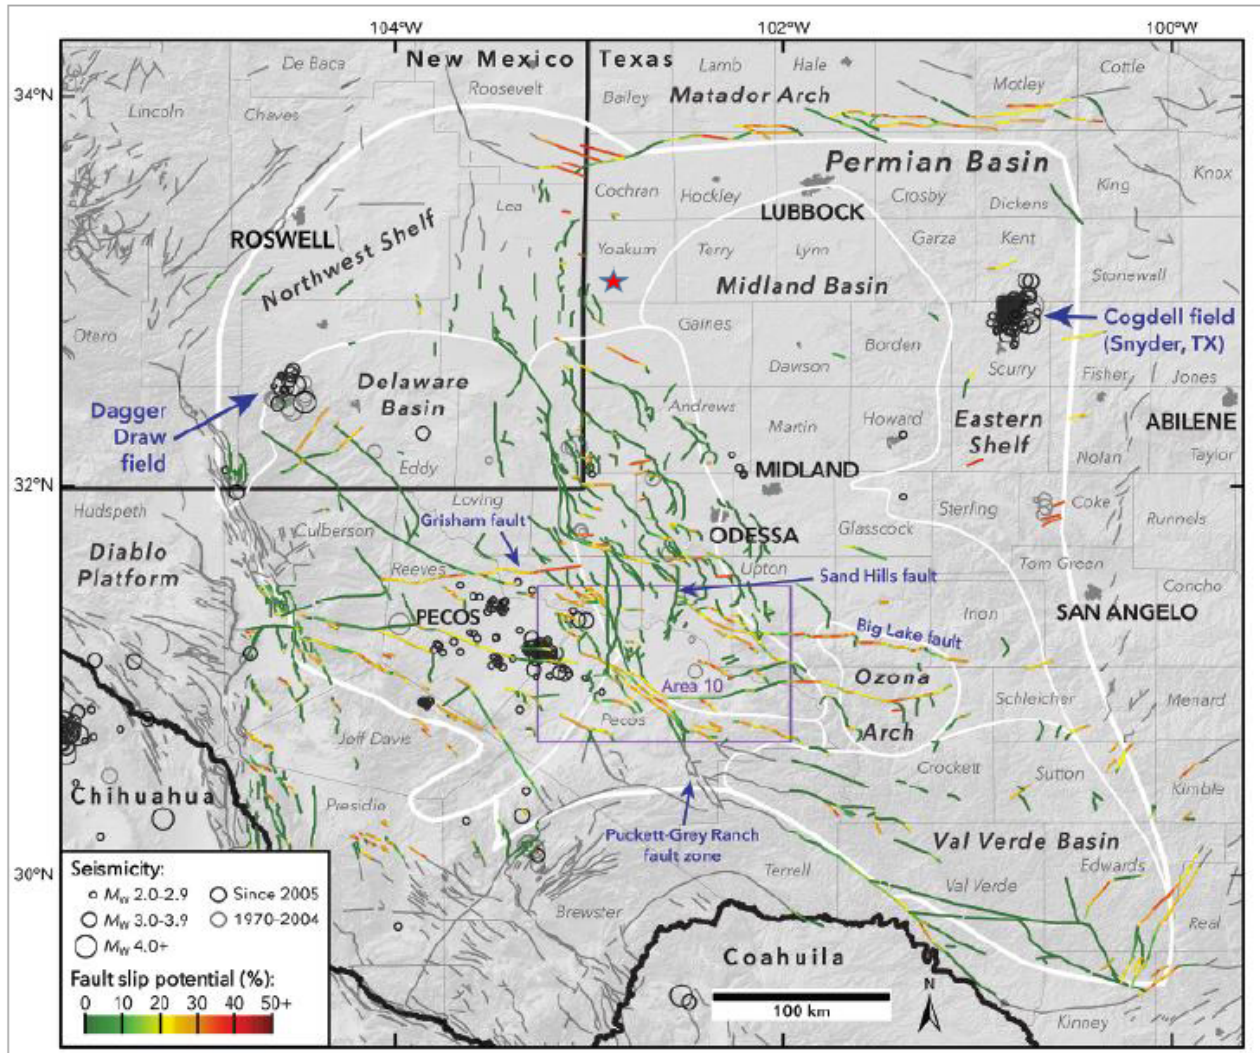 104°W
102°W
100°W
34°N
32°N
30°N
New Mexico
Texas
De Baca
Roosevelt
Lamb
Hale
Motley
Cottle
Lincoln
Chaves
Bailey
Matador Arch
Permian Basin
Cochran
Hockley
Crosby
King
Knox
Lea
LUBBOCK
Dickens
ROSWELL
Northwest Shelf
Yoakum
Terry
Lynn
Garza
Kent
Stonewall
Midland Basin
Otero
Gaines
Cogdell field
(Snyder, TX)
Dawson
Borden
Scurry
Fisher
Jones
Delaware
Basin
Dagger
Draw
field
Andrews
Martin
Howard
Eastern
Shelf
ABILENE
Eddy
MIDLAND
Nolan
Taylor
Hudspeth
Loving
Culberson
Grisham fault
ODESSA
Glasscock
Sterling
Coke
Runnels
Diablo
Platform
Reeves
Upton
Sand Hills fault
Tom Green
Concho
PECOS
Irion
SAN ANGELO
Big Lake fault
Area 10
Ozona
Arch
Schleicher
Menard
Pecos
Jeff Davis
Crockett
Sutton
Kimble
Chihuahua
Presidio
Puckett-Grey Ranch
fault zone
Val Verde Basin
Terrell
Val Verde
Edwards
Brewster
Real
Coahuila
Kinney
N
100 km
Seismicity:
Mw 2.0-2.9
Since 2005
Mw 3.0-3.9
1970-2004
Mw 4.0+
Fault slip potential (%):
0 10 20 30 40 50+